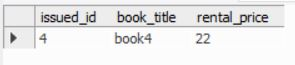 issued_id book_title rental_price
4 book4 22